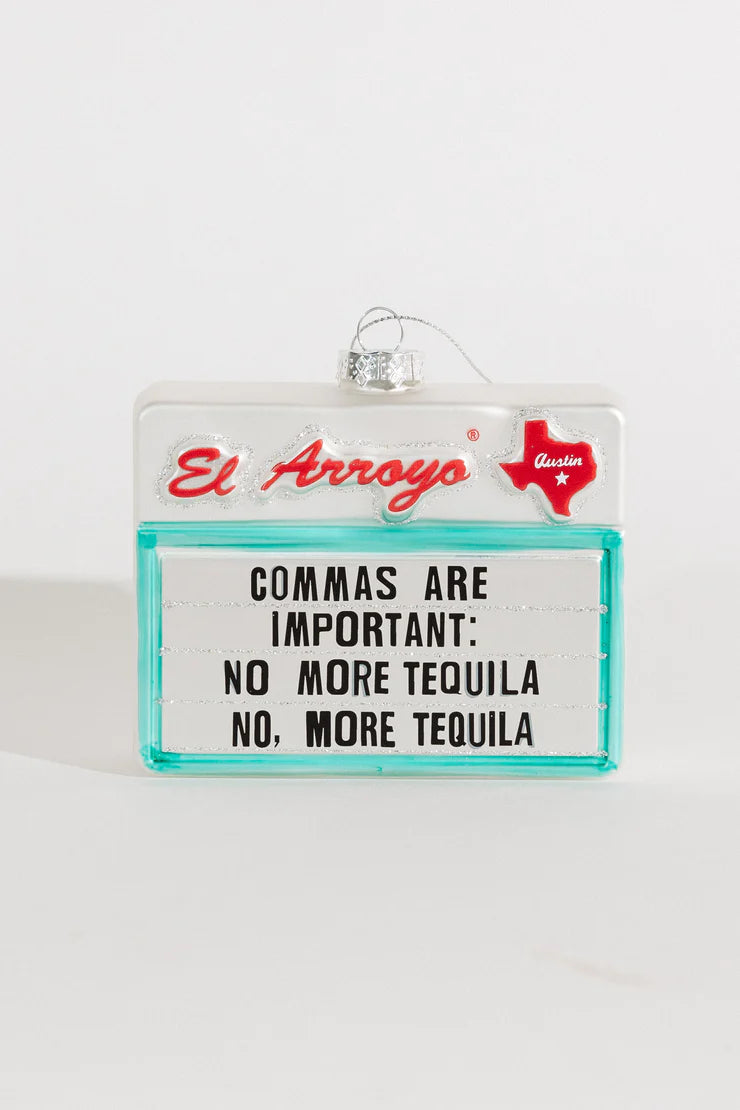 El Arroyo®
Austin
COMMAS ARE
IMPORTANT:
NO MORE TEQUILA
NO, MORE TEQUILA